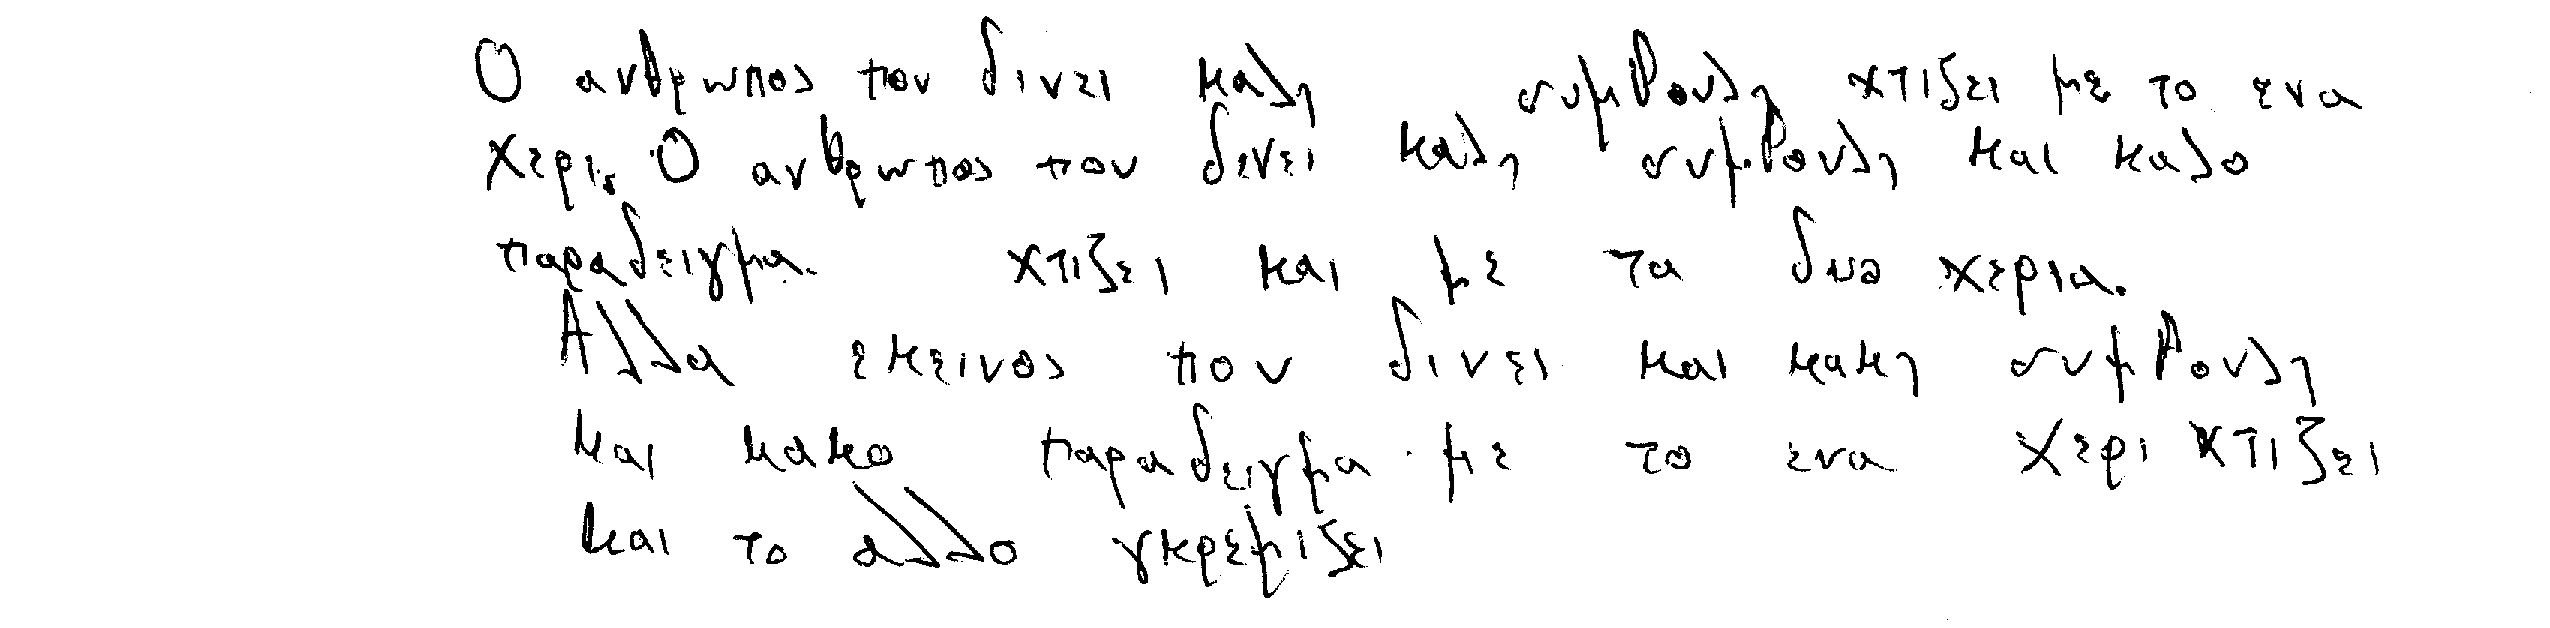 Ο ανθρωπος που δινει καλη συμβουλη χτιζει με το ενα
χερι. Ο ανθρωπος που δινει καλη συμβουλη και καλο
παραδειγμα χτιζει και με τα δυο χερια.
Αλλα εκεινος που δινει και κακη συμβουλη
και κακο παραδειγμα με το ενα χερι χτιζει
και το αλλο γκρεμιζει